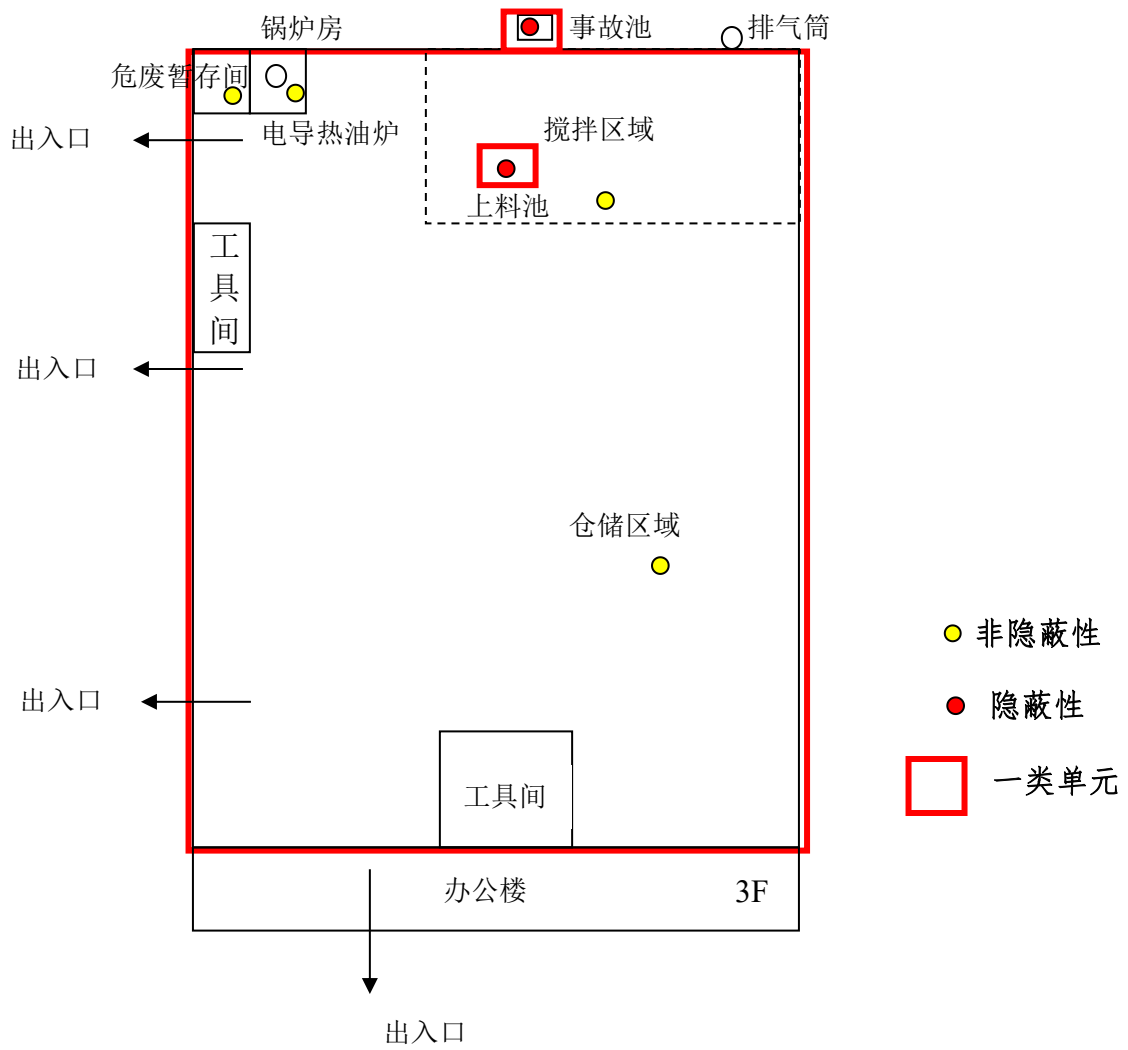 锅炉房
事故池
排气筒
危废暂存间
出入口
电导热油炉
搅拌区域
上料池
工具间
出入口
仓储区域
非隐蔽性
出入口
隐蔽性
工具间
一类单元
办公楼
3F
出入口